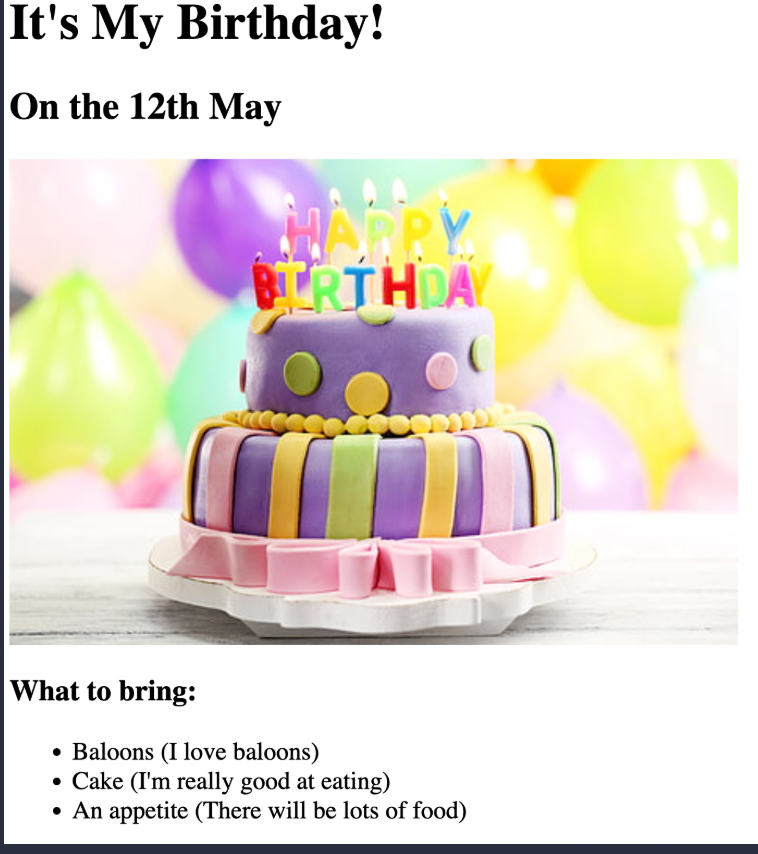 It's My Birthday!
On the 12th May
HAPPY
BIRTHDAY
What to bring:
Baloons (I love baloons)
Cake (I'm really good at eating)
An appetite (There will be lots of food)